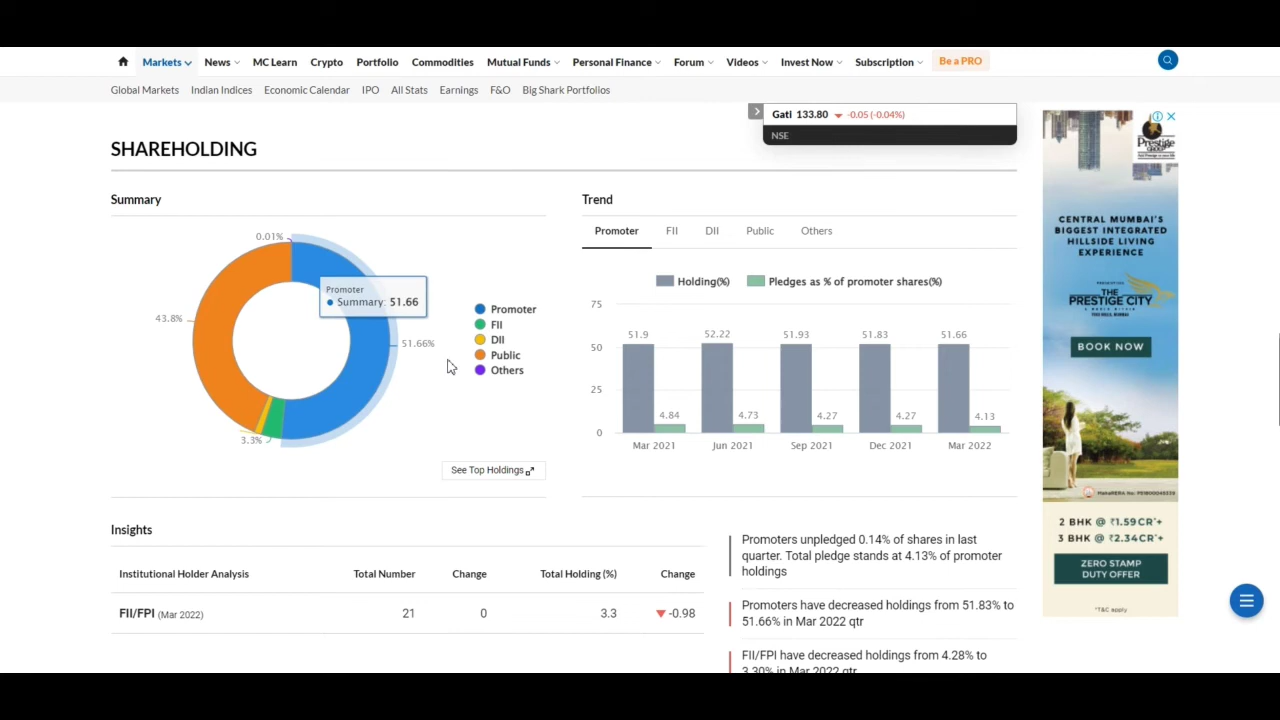 Markets News MC Learn Crypto Portfolio Commodities Mutual Funds Personal Finance Forum Videos Invest Now Subscription Be a PRO
Global Markets Indian Indices Economic Calendar IPO All Stats Earnings F&O Big Shark Portfolios
Gati 133.80 -0.05 (-0.04%)
NSE
SHAREHOLDING
Summary
0.01%
43.8%
51.66%
3.3%
Promoter
Summary: 51.66
Promoter
FII
DII
Public
Others
See Top Holdings
Trend
Promoter FII DII Public Others
Holding(%) Pledges as % of promoter shares(%)
75
50
25
0
51.9 52.22 51.93 51.83 51.66
4.84 4.73 4.27 4.27 4.13
Mar 2021 Jun 2021 Sep 2021 Dec 2021 Mar 2022
Insights
Institutional Holder Analysis Total Number Change Total Holding (%) Change
FII/FPI (Mar 2022) 21 0 3.3 -0.98
Promoters unpledged 0.14% of shares in last
quarter. Total pledge stands at 4.13% of promoter
holdings
Promoters have decreased holdings from 51.83% to
51.66% in Mar 2022 qtr
FII/FPI have decreased holdings from 4.28% to
3.30% in Mar 2022 qtr
Prestige
CENTRAL MUMBAI'S
BIGGEST INTEGRATED
HILLSIDE LIVING
EXPERIENCE
THE
PRESTIGE CITY
BOOK NOW
2 BHK @ ₹1.59CR*+
3 BHK @ ₹2.34CR*+
ZERO STAMP
DUTY OFFER
*T&C apply